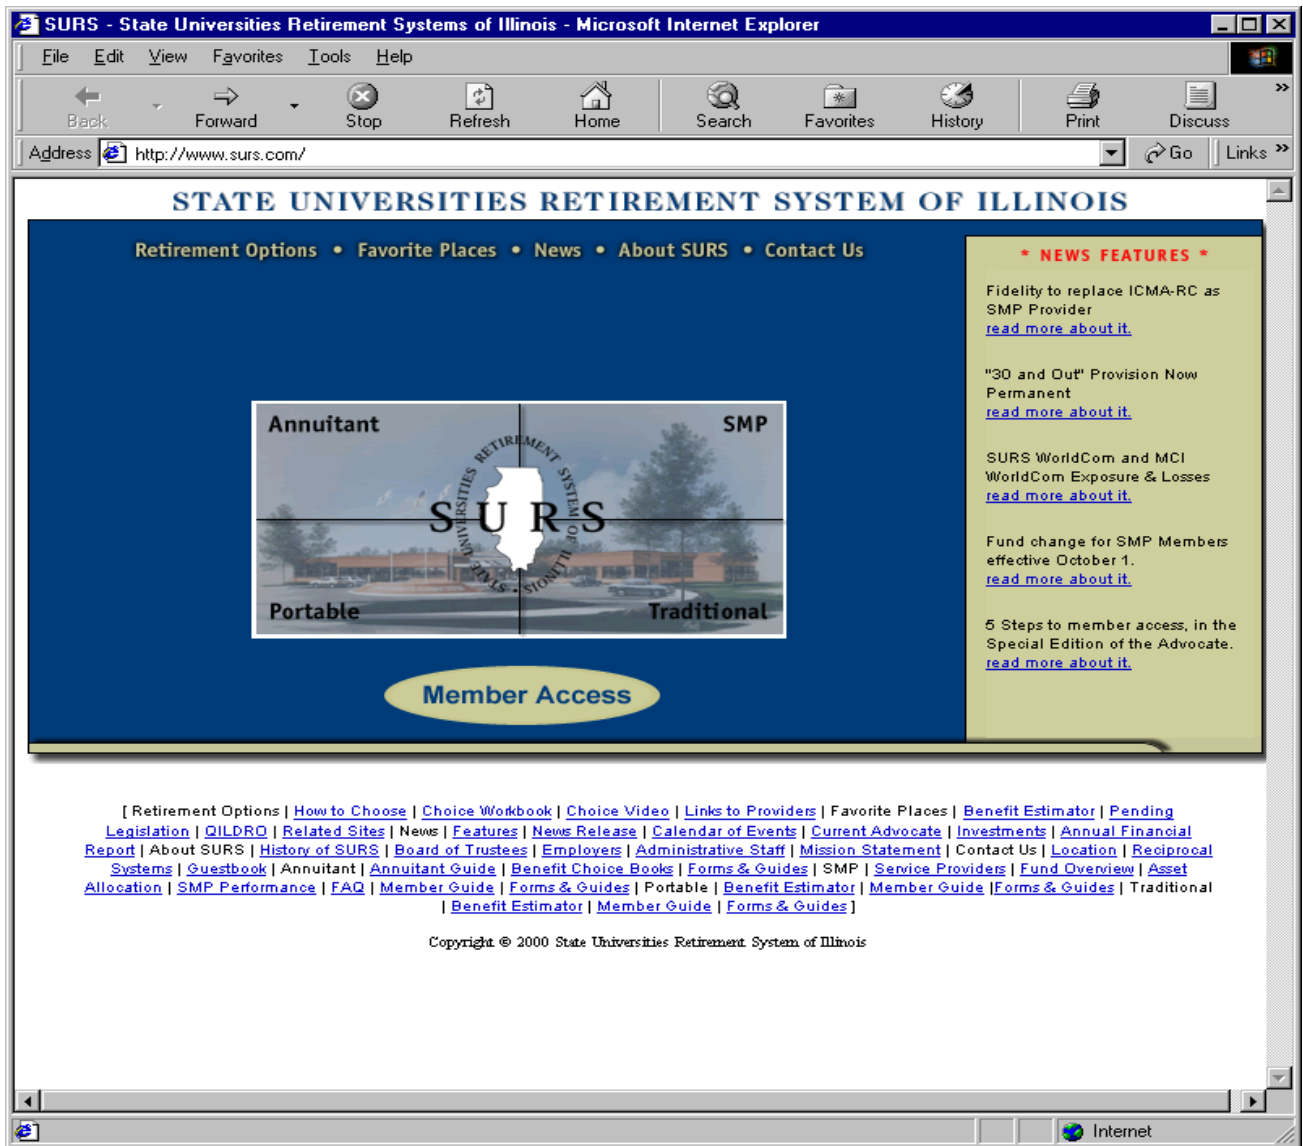 SURS - State Universities Retirement Systems of Illinois - Microsoft Internet Explorer
File Edit View Favorites Tools Help
Back Forward Stop Refresh Home Search Favorites History Print Discuss »
Address http://www.surs.com/ Go Links »
STATE UNIVERSITIES RETIREMENT SYSTEM OF ILLINOIS
Retirement Options • Favorite Places • News • About SURS • Contact Us
Annuitant SMP
STATE UNIVERSITIES RETIREMENT SYSTEM OF ILLINOIS •
SURS
Portable Traditional
Member Access
* NEWS FEATURES *
Fidelity to replace ICMA-RC as
SMP Provider
read more about it.
"30 and Out" Provision Now
Permanent
read more about it.
SURS WorldCom and MCI
WorldCom Exposure & Losses
read more about it.
Fund change for SMP Members
effective October 1.
read more about it.
5 Steps to member access, in the
Special Edition of the Advocate.
read more about it.
[ Retirement Options | How to Choose | Choice Workbook | Choice Video | Links to Providers | Favorite Places | Benefit Estimator | Pending
Legislation | QILDRO | Related Sites | News | Features | News Release | Calendar of Events | Current Advocate | Investments | Annual Financial
Report | About SURS | History of SURS | Board of Trustees | Employers | Administrative Staff | Mission Statement | Contact Us | Location | Reciprocal
Systems | Guestbook | Annuitant | Annuitant Guide | Benefit Choice Books | Forms & Guides | SMP | Service Providers | Fund Overview | Asset
Allocation | SMP Performance | FAQ | Member Guide | Forms & Guides | Portable | Benefit Estimator | Member Guide |Forms & Guides | Traditional
| Benefit Estimator | Member Guide | Forms & Guides ]
Copyright © 2000 State Universities Retirement System of Illinois
Internet